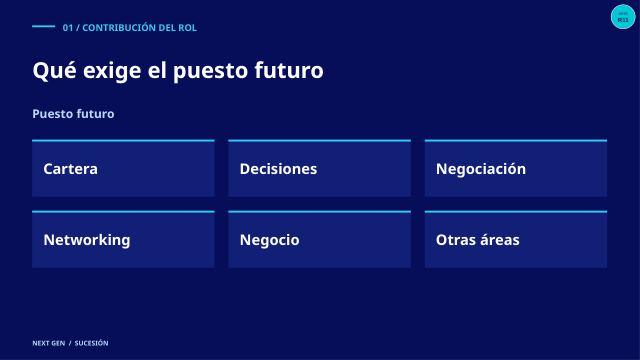 01 / CONTRIBUCIÓN DEL ROL
R11
Qué exige el puesto futuro
Puesto futuro
Cartera
Decisiones
Negociación
Networking
Negocio
Otras áreas
NEXT GEN / SUCESIÓN